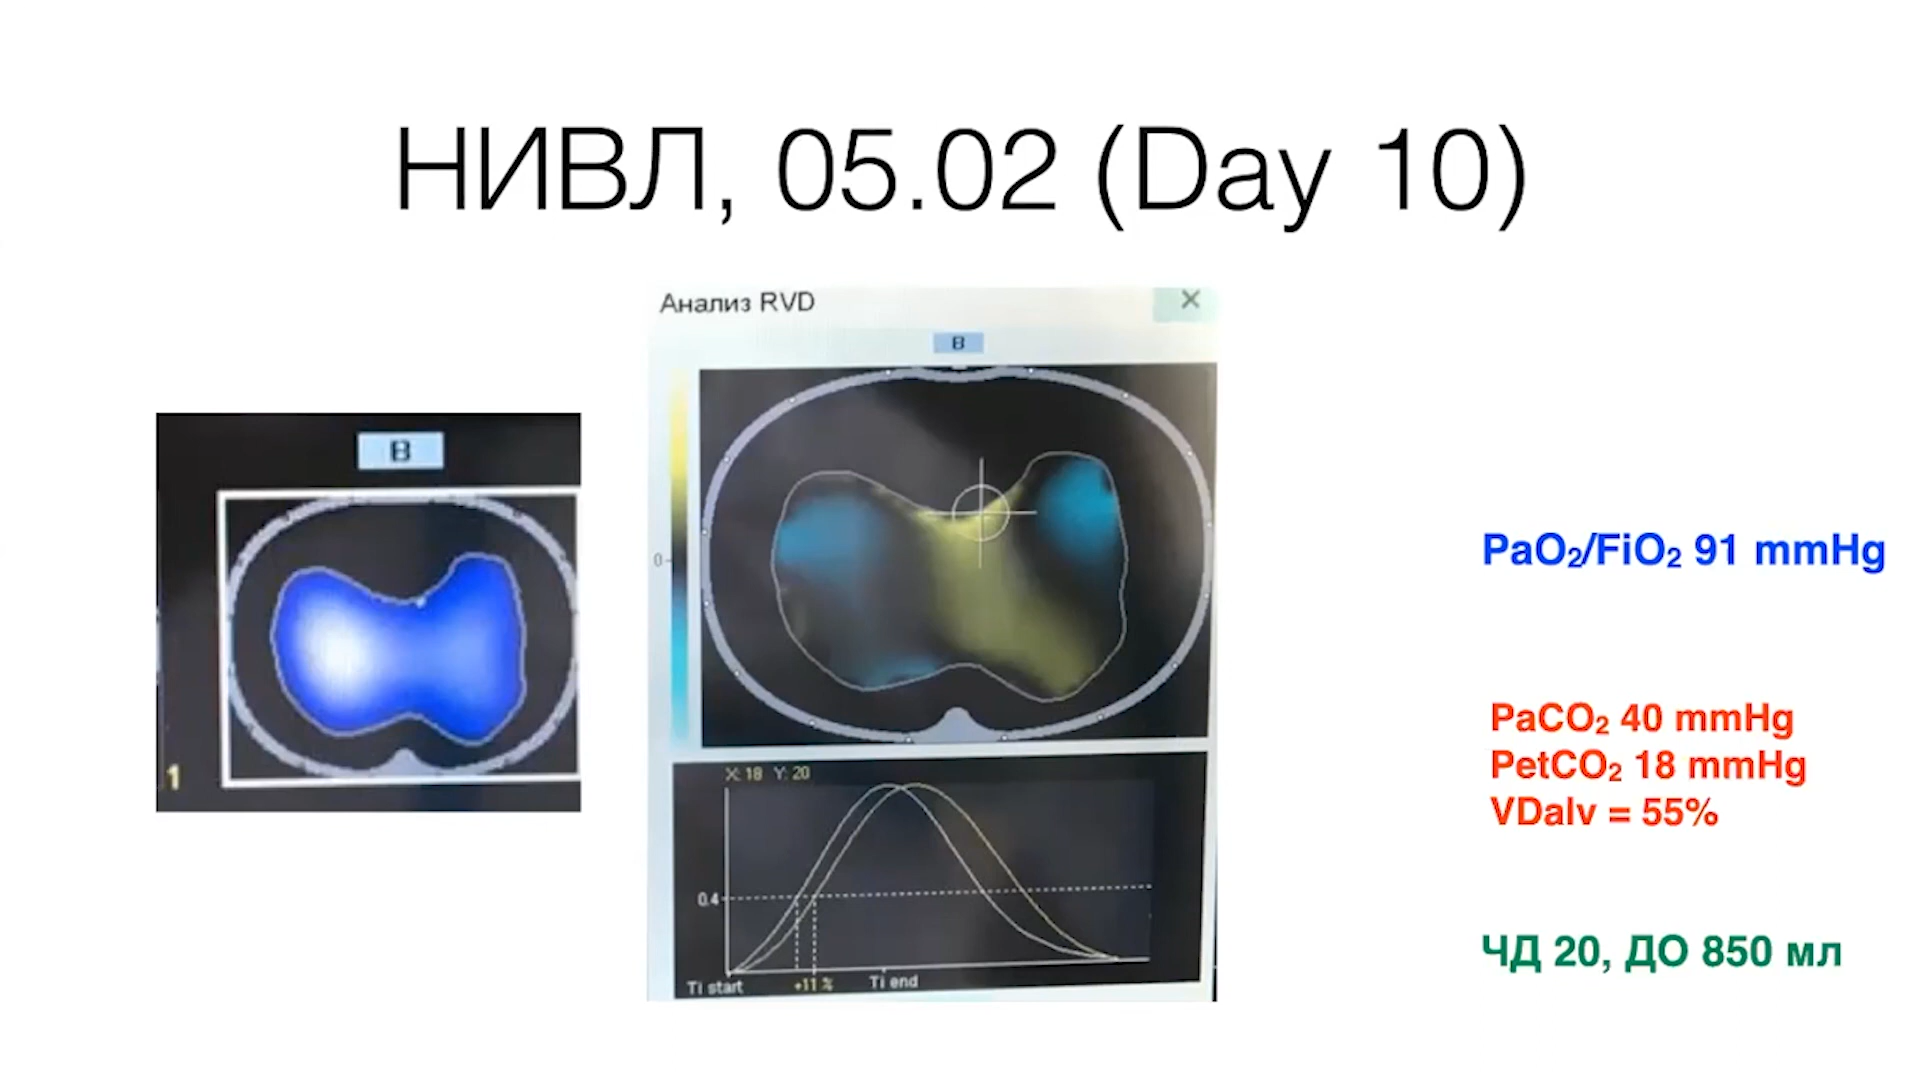 НИВЛ, 05.02 (Day 10)
Анализ RVD
×
B
B
1
0
X: 18 Y: 20
0.4
Ti start
+11 %
Ti end
PaO₂/FiO₂ 91 mmHg
PaCO₂ 40 mmHg
PetCO₂ 18 mmHg
VDalv = 55%
ЧД 20, ДО 850 мл